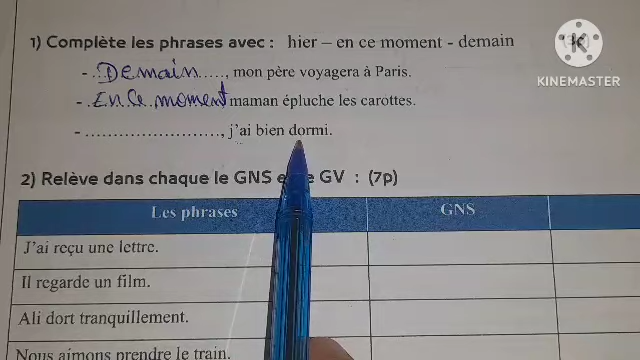 1) Complète les phrases avec : hier – en ce moment - demain
- Demain ....., mon père voyagera à Paris.
- En ce moment maman épluche les carottes.
- ........................, j'ai bien dormi.
2) Relève dans chaque le GNS et le GV : (7p)
Les phrases GNS
J'ai reçu une lettre.
Il regarde un film.
Ali dort tranquillement.
Nous aimons prendre le train.
KINEMASTER